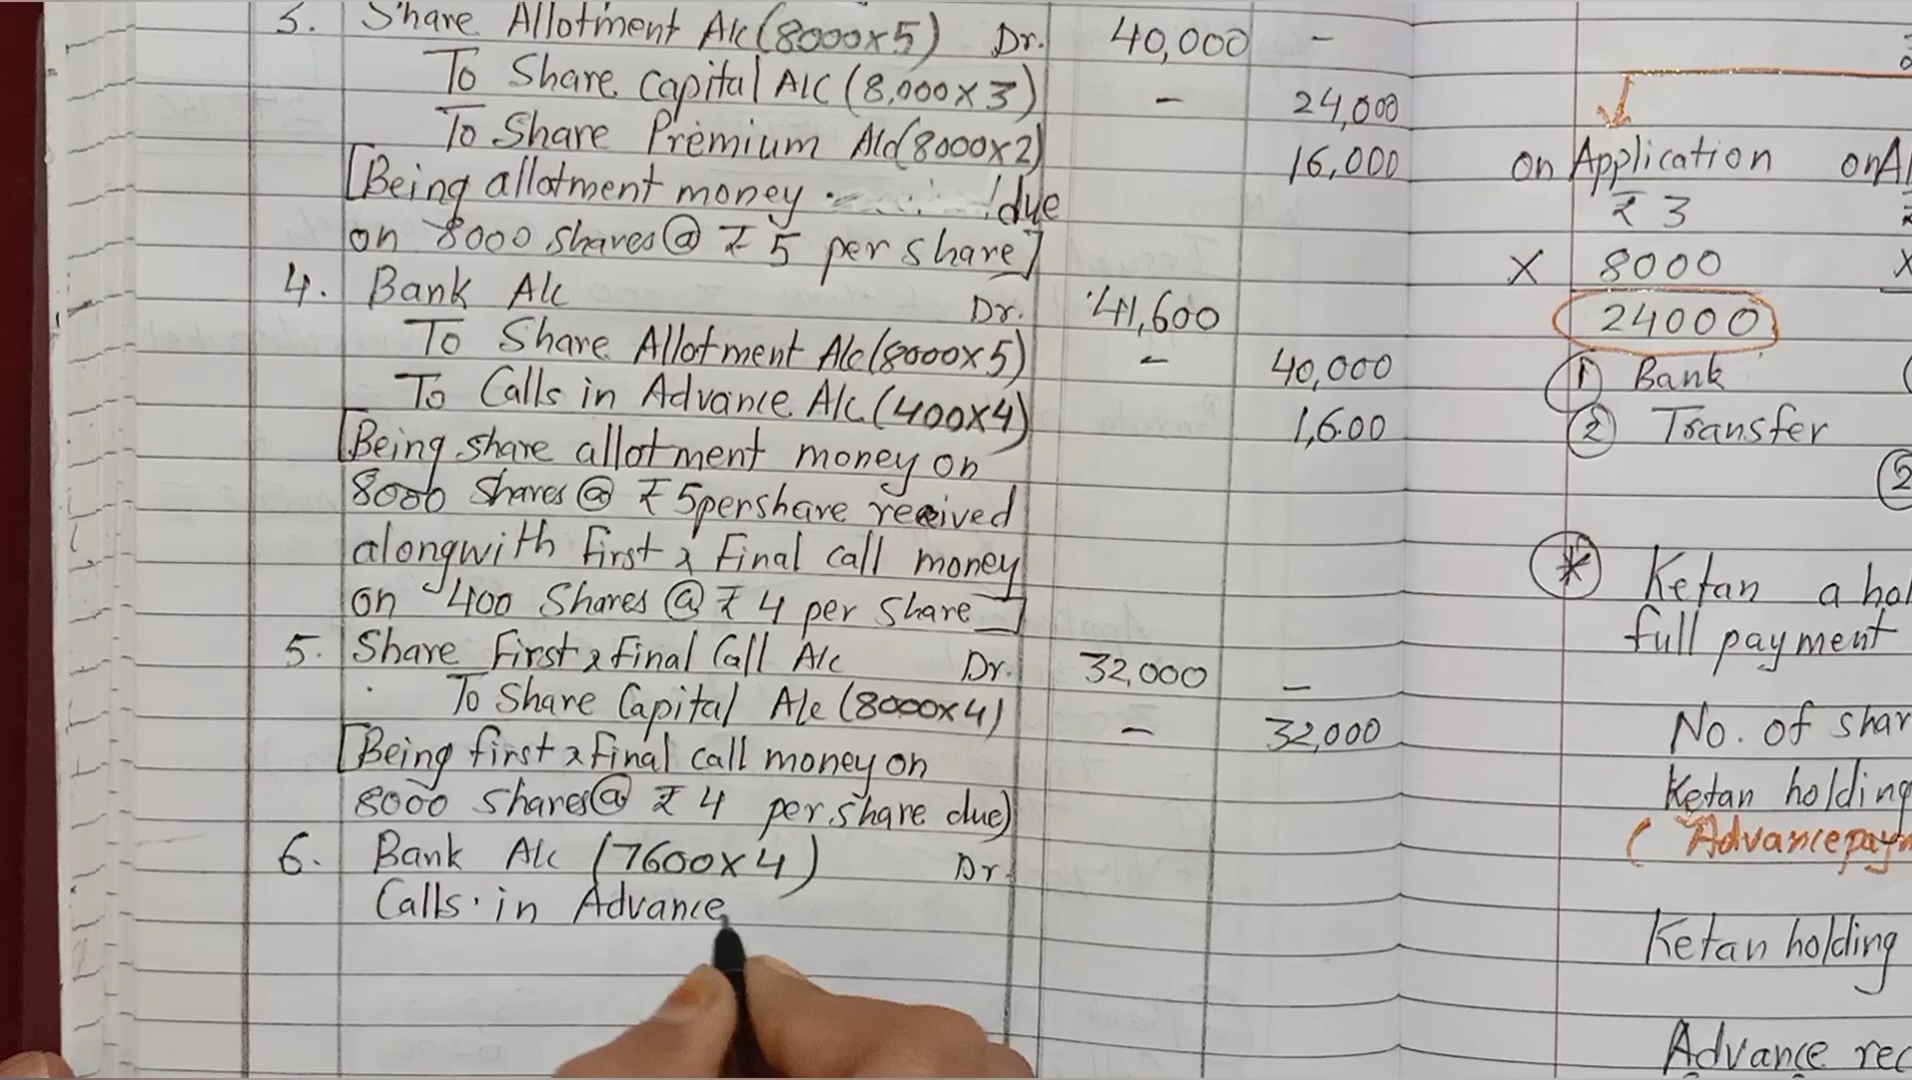 3. Share Allotment A/c (8000x5) Dr. 40,000 -
To Share Capital A/C (8,000x3) - 24,000
To Share Premium A/c (8000x2) 16,000
[Being allotment money due
on 8000 shares @ ₹ 5 per share]
4. Bank A/c Dr. 41,600
To Share Allotment A/c (8000x5) - 40,000
To Calls in Advance A/c. (400x4) 1,600
[Being share allotment money on
8000 shares @ ₹ 5 per share received
alongwith first & Final call money
on 400 Shares @ ₹ 4 per Share]
5. Share First & Final Call A/c Dr. 32,000 -
To Share Capital A/c (8000x4) - 32,000
[Being first & Final call money on
8000 shares @ ₹ 4 per share due)
6. Bank A/c (7600x4) Dr.
Calls in Advance
on Application
₹ 3
X 8000 X
24000
1 Bank
2 Transfer
2
* Ketan a
full payment
No. of
Ketan holding
( Advance
Ketan holding
Advance